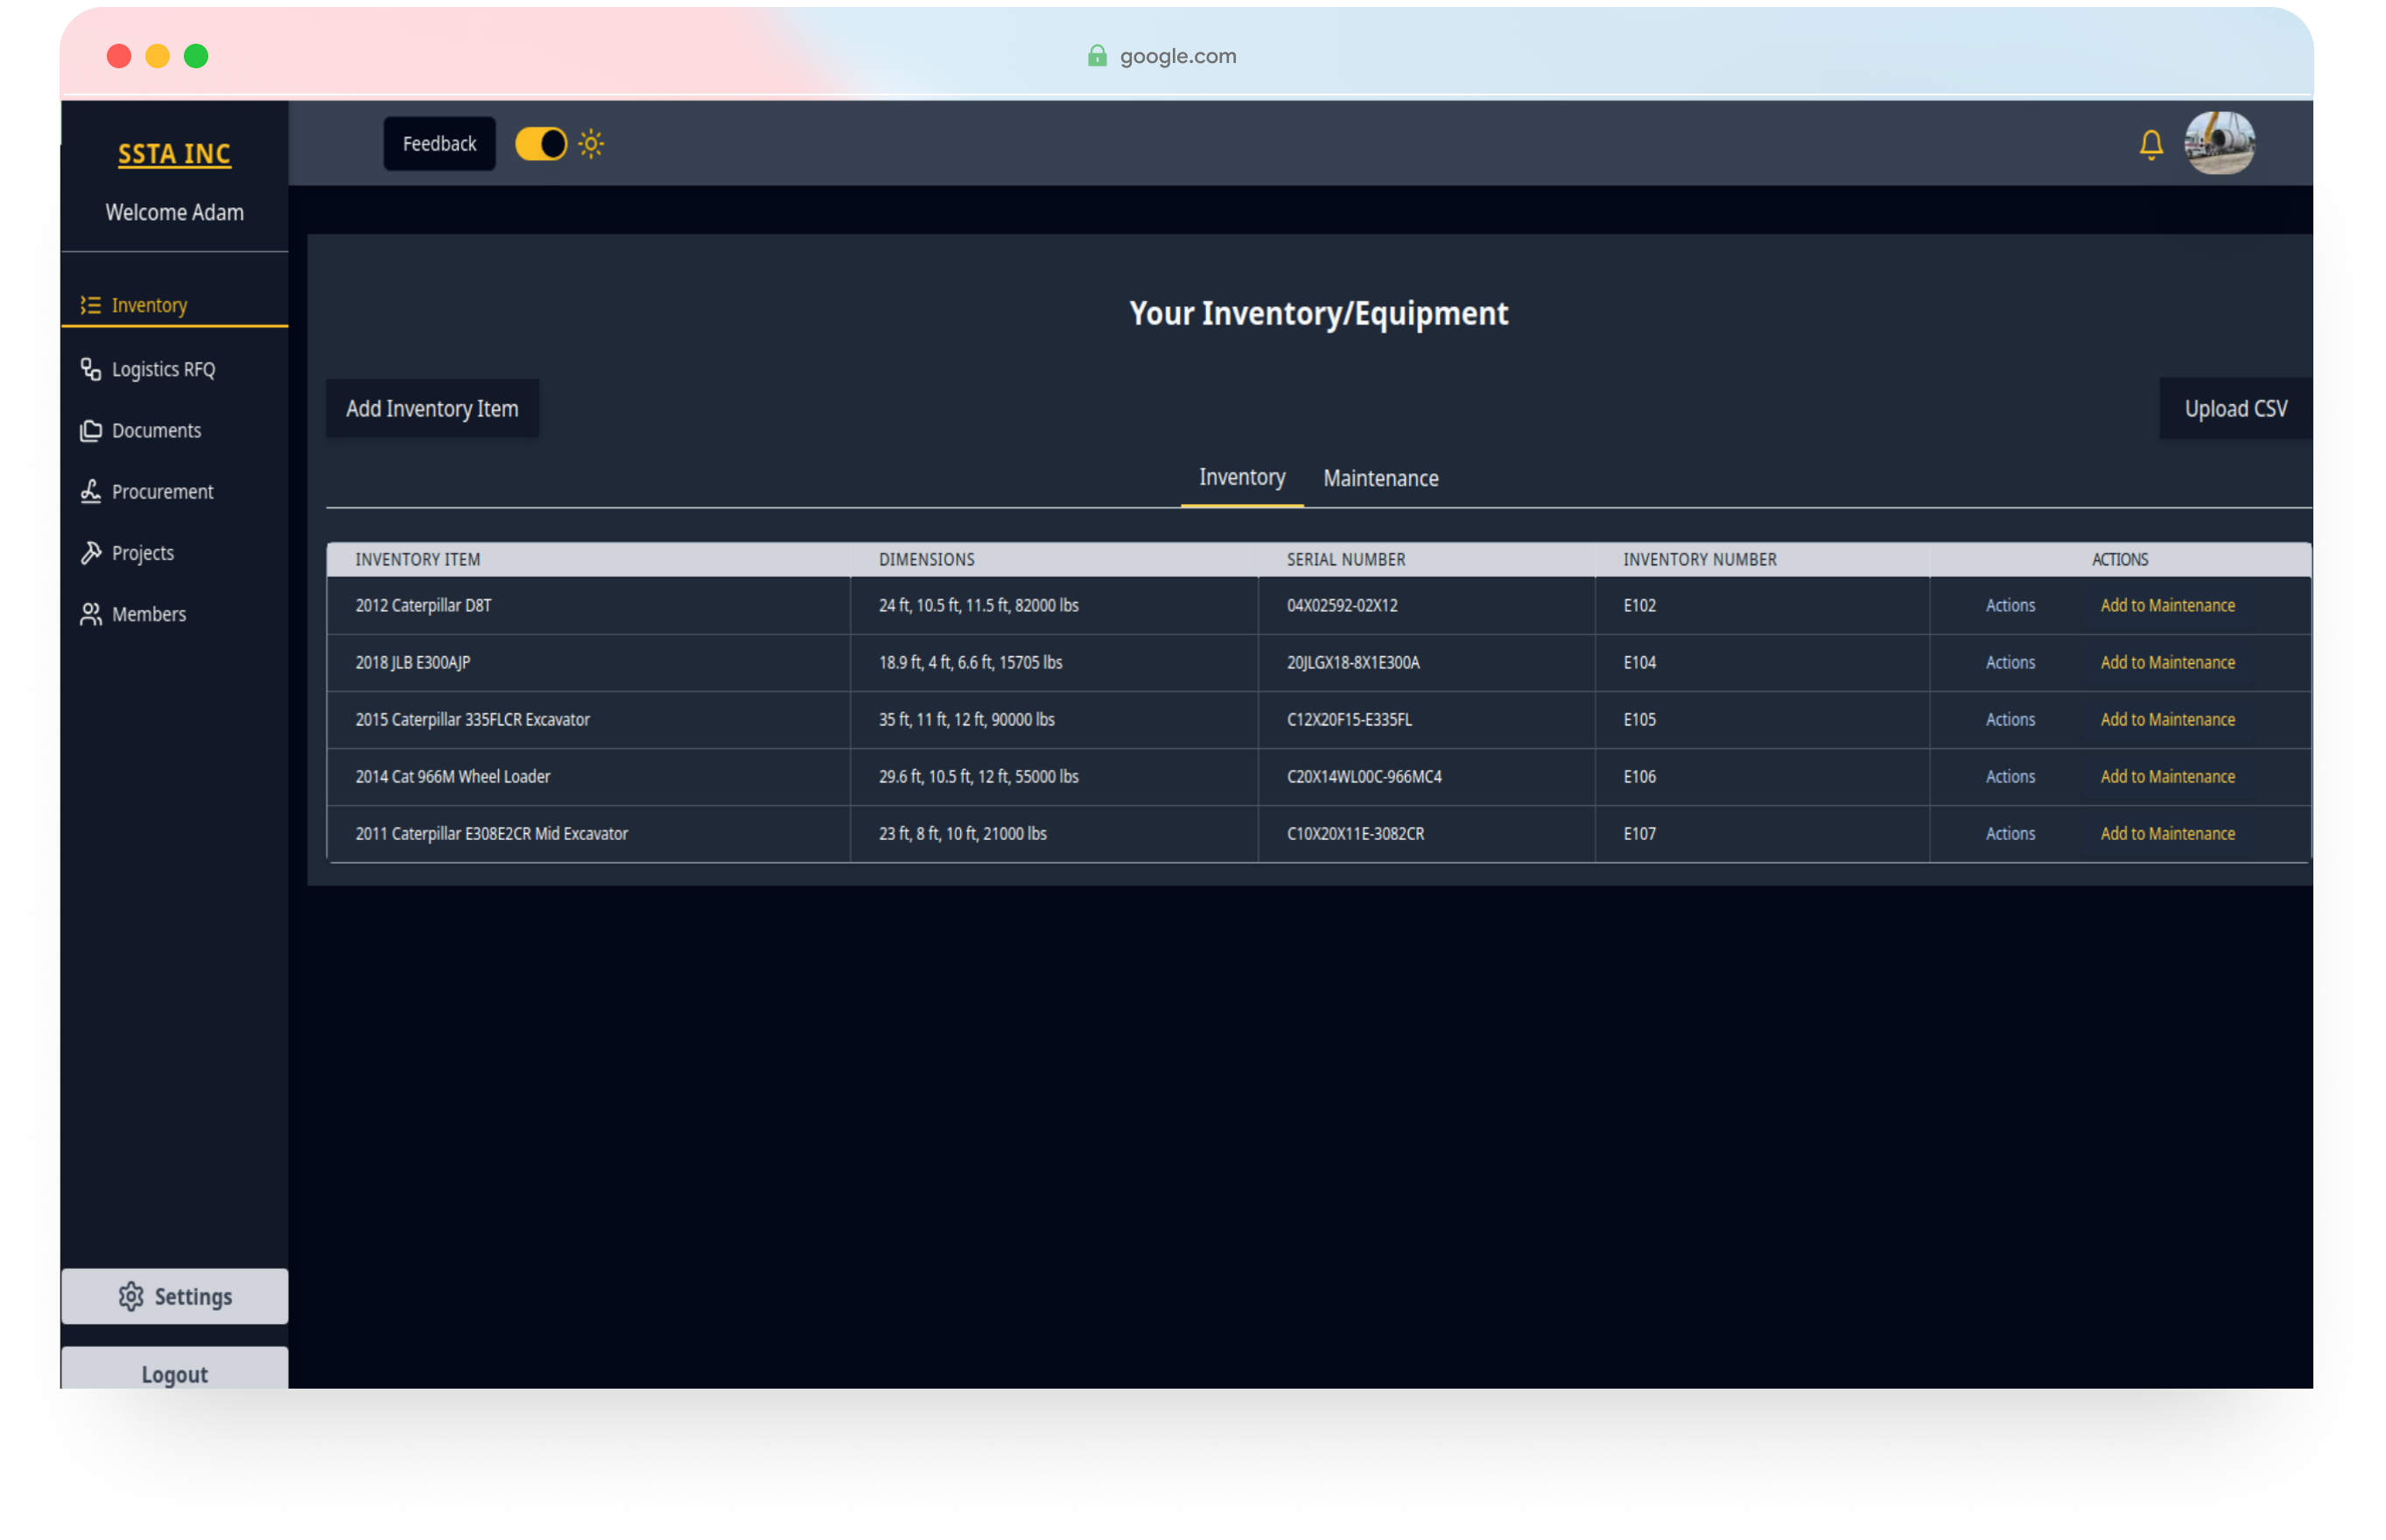 google.com
SSTA INC
Welcome Adam
Feedback
Inventory
Logistics RFQ
Documents
Procurement
Projects
Members
Settings
Logout
Your Inventory/Equipment
Add Inventory Item
Upload CSV
Inventory Maintenance
INVENTORY ITEM DIMENSIONS SERIAL NUMBER INVENTORY NUMBER ACTIONS
2012 Caterpillar D8T 24 ft, 10.5 ft, 11.5 ft, 82000 lbs 04X02592-02X12 E102 Actions Add to Maintenance
2018 JLB E300AJP 18.9 ft, 4 ft, 6.6 ft, 15705 lbs 20JLGX18-8X1E300A E104 Actions Add to Maintenance
2015 Caterpillar 335FLCR Excavator 35 ft, 11 ft, 12 ft, 90000 lbs C12X20F15-E335FL E105 Actions Add to Maintenance
2014 Cat 966M Wheel Loader 29.6 ft, 10.5 ft, 12 ft, 55000 lbs C20X14WL00C-966MC4 E106 Actions Add to Maintenance
2011 Caterpillar E308E2CR Mid Excavator 23 ft, 8 ft, 10 ft, 21000 lbs C10X20X11E-3082CR E107 Actions Add to Maintenance